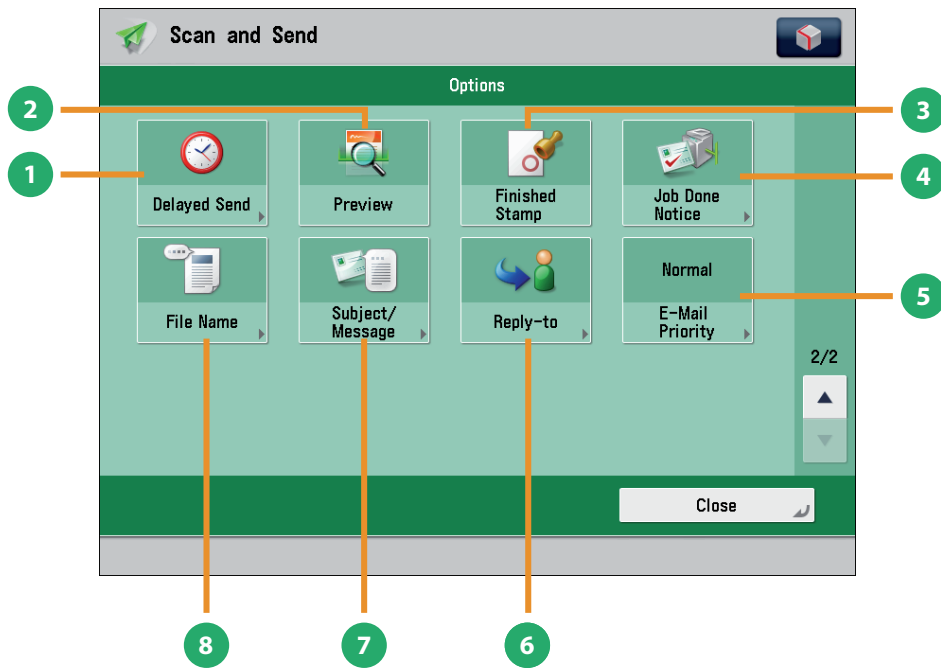 Scan and Send
Options
2
3
1
4
Delayed Send
Preview
Finished
Stamp
Job Done
Notice
Normal
5
File Name
Subject/
Message
Reply-to
E-Mail
Priority
2/2
Close
8
7
6